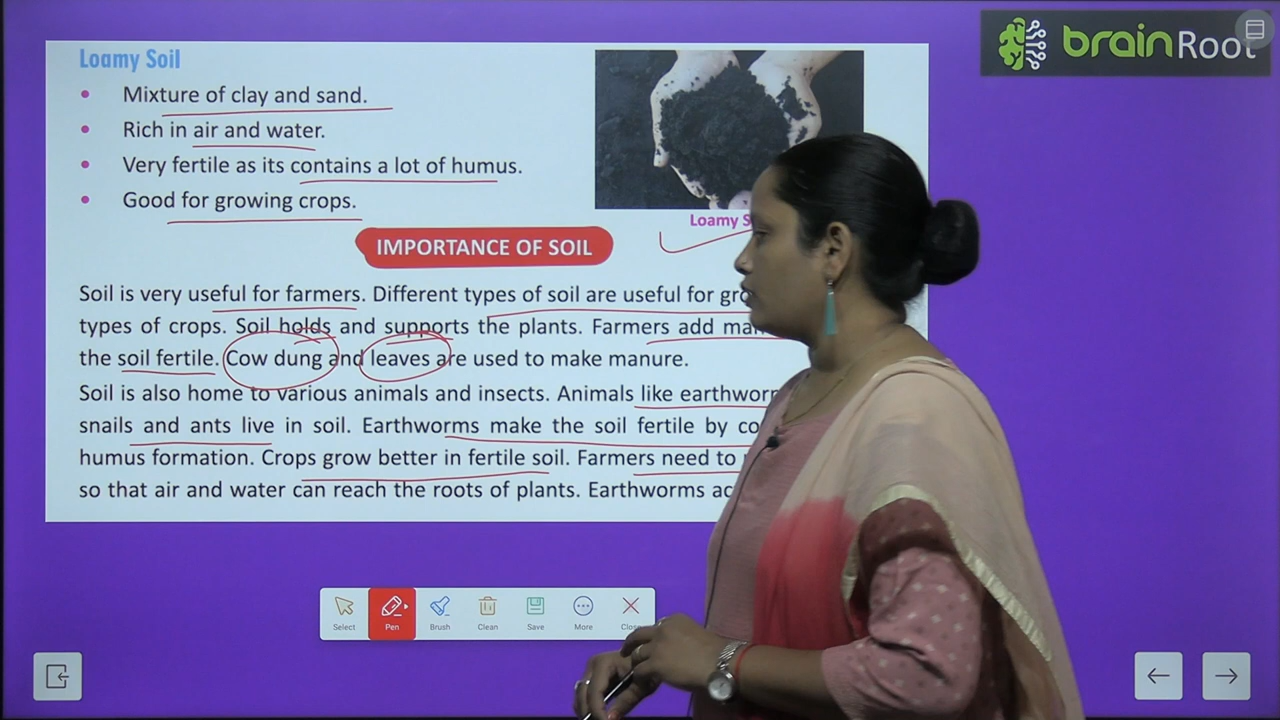 brainRoot
Loamy Soil
Mixture of clay and sand.
Rich in air and water.
Very fertile as its contains a lot of humus.
Good for growing crops.
Loamy
IMPORTANCE OF SOIL
Soil is very useful for farmers. Different types of soil are useful for
types of crops. Soil holds and supports the plants. Farmers add
the soil fertile. Cow dung and leaves are used to make manure.
Soil is also home to various animals and insects. Animals like
snails and ants live in soil. Earthworms make the soil fertile by
humus formation. Crops grow better in fertile soil. Farmers need to
so that air and water can reach the roots of plants. Earthworms
Select Pen Brush Clean Save More